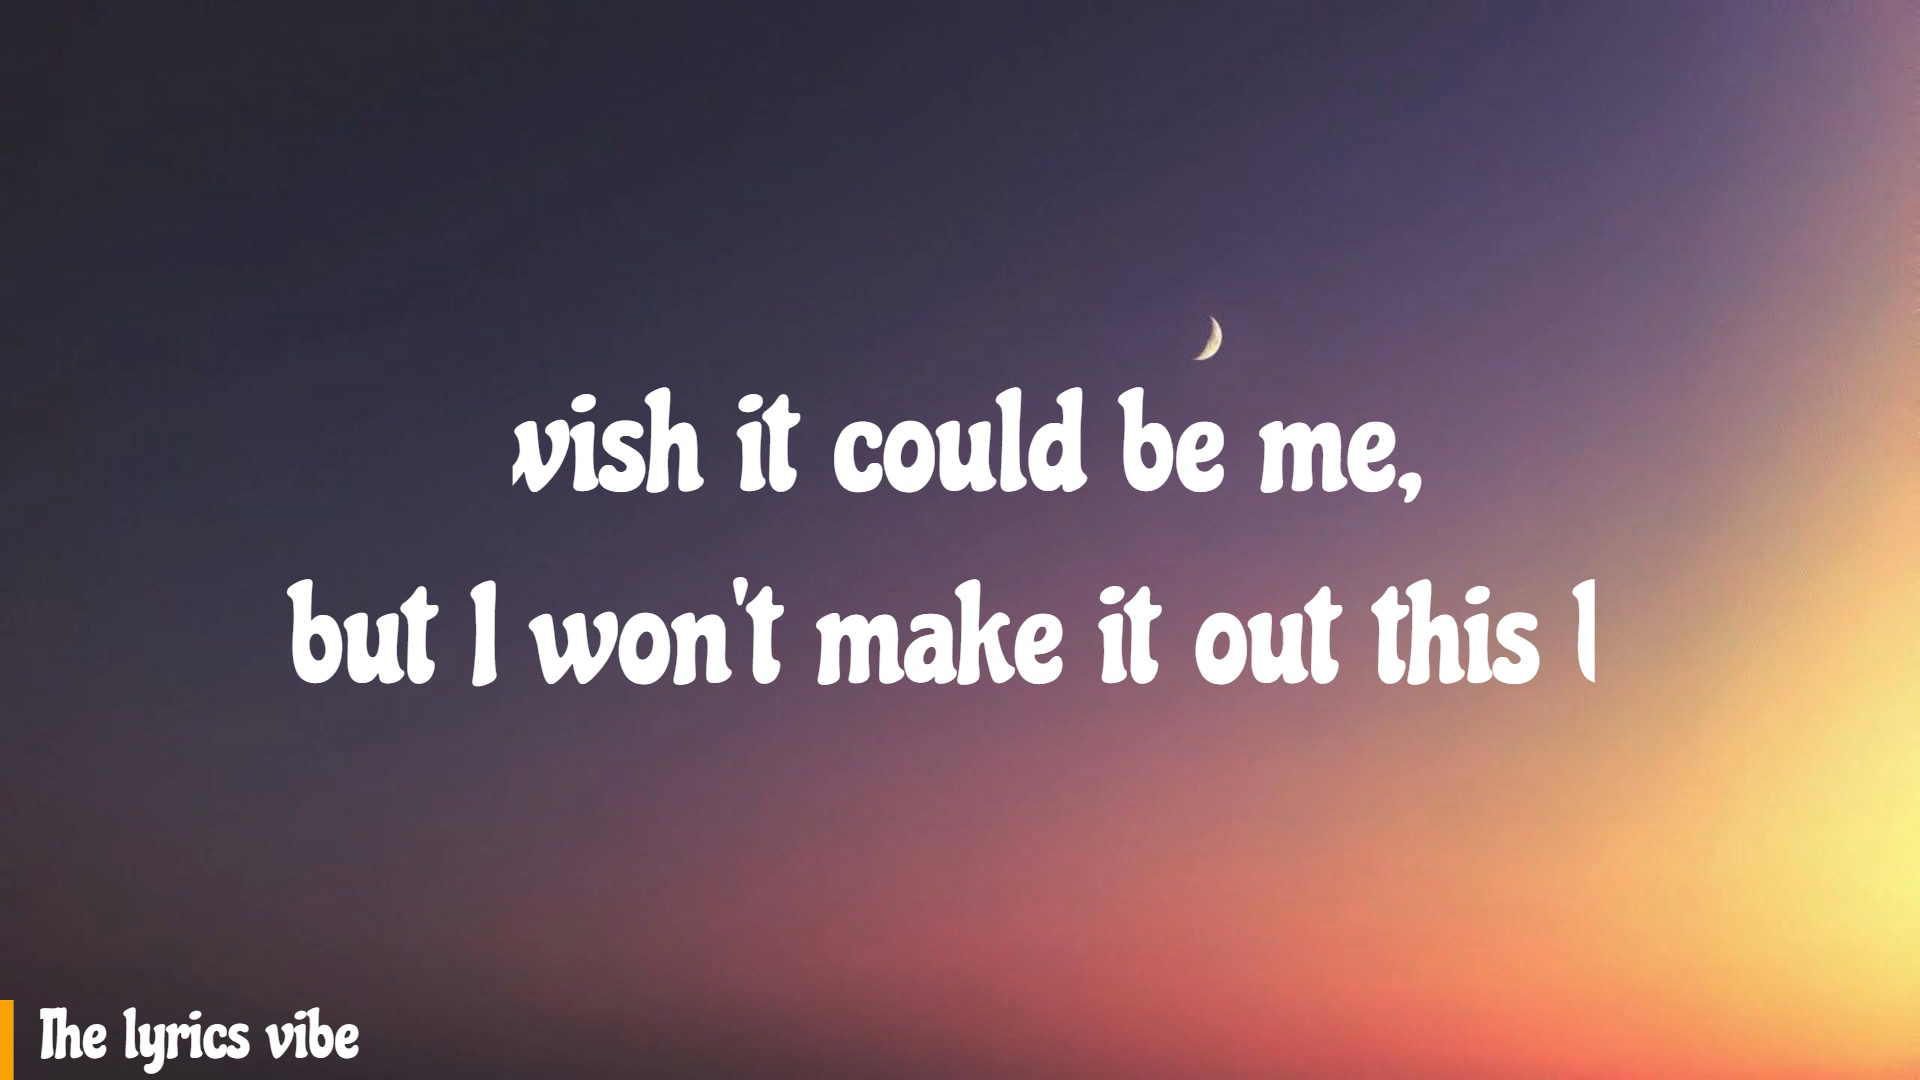 vish it could be me,
but I won't make it out this l
The lyrics vibe